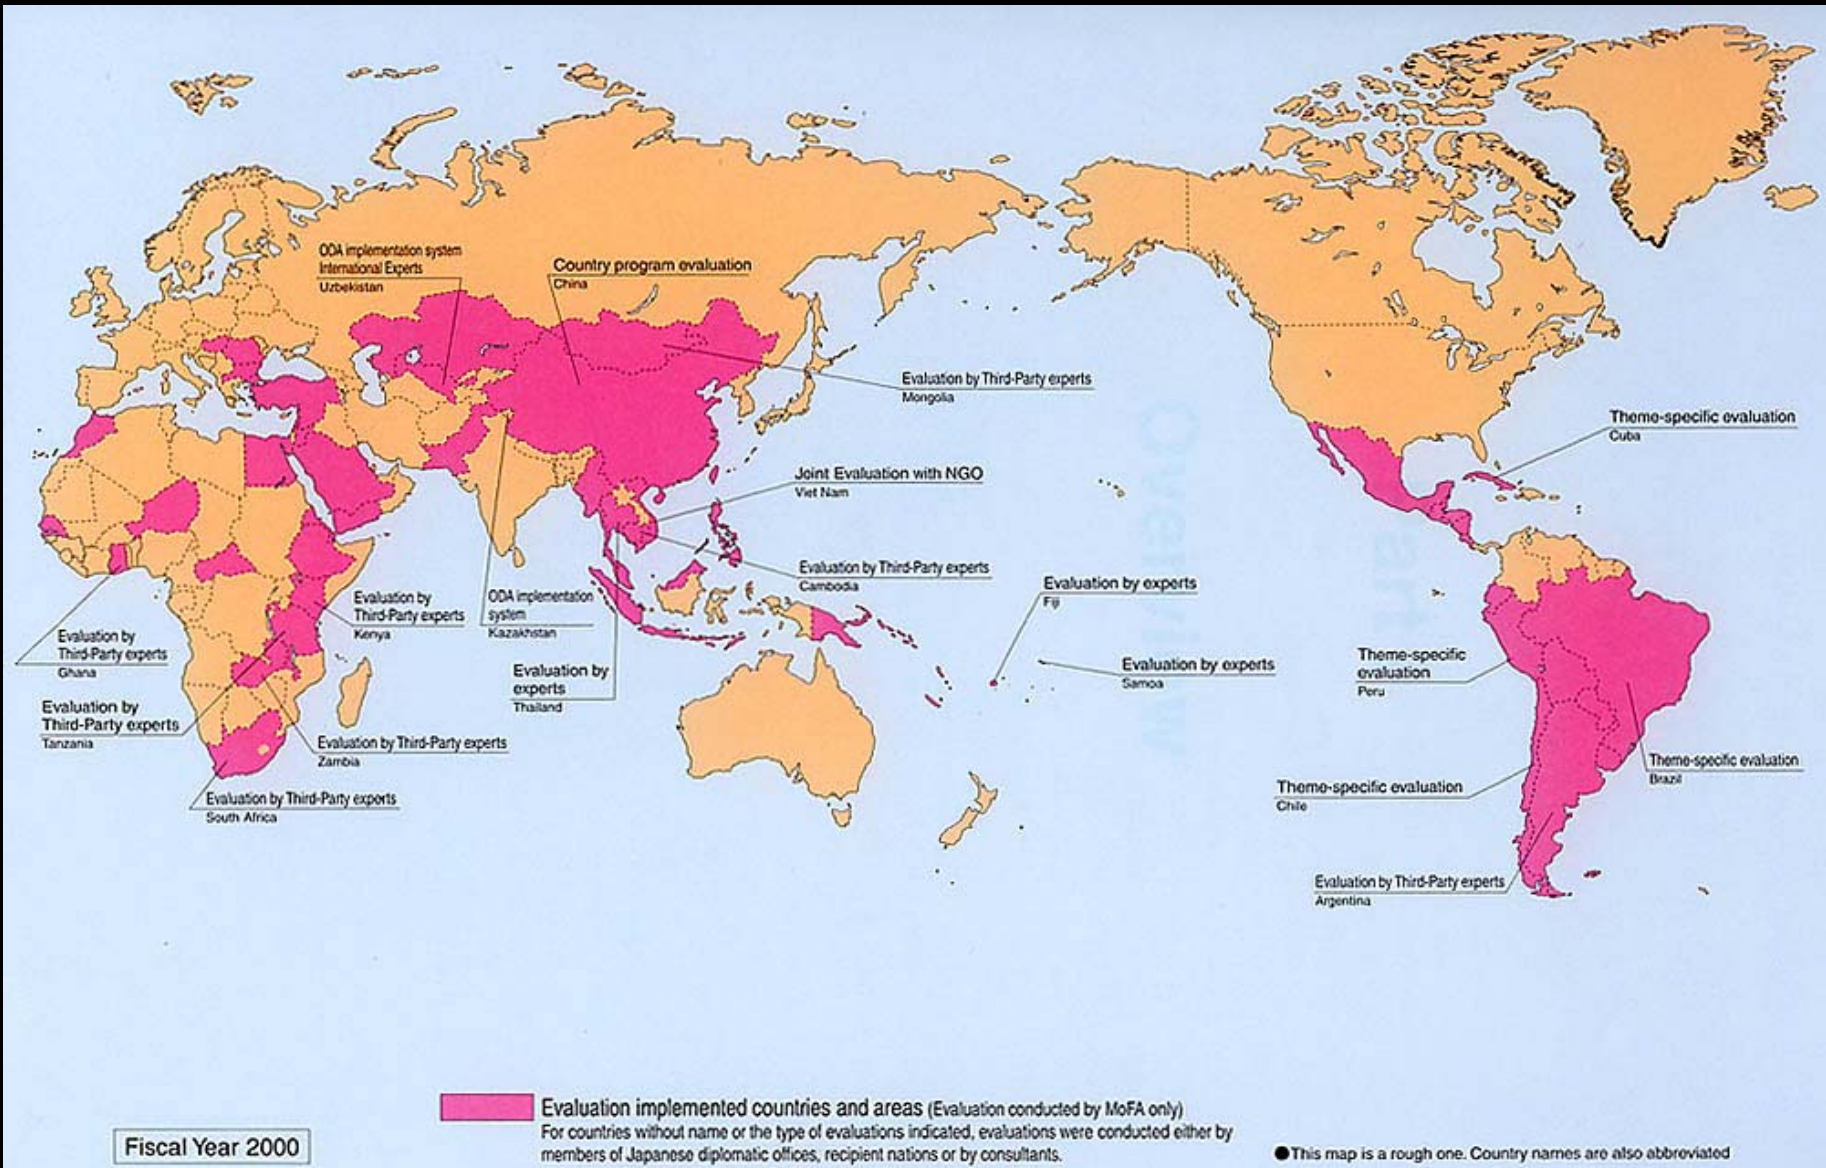 ODA implementation system
International Experts
Uzbekistan
Country program evaluation
China
Evaluation by Third-Party experts
Mongolia
Theme-specific evaluation
Cuba
Joint Evaluation with NGO
Viet Nam
Evaluation by Third-Party experts
Cambodia
Evaluation by experts
Fiji
Evaluation by
Third-Party experts
Kenya
ODA implementation
system
Kazakhstan
Evaluation by
Third-Party experts
Ghana
Evaluation by
experts
Thailand
Evaluation by experts
Samoa
Theme-specific
evaluation
Peru
Evaluation by
Third-Party experts
Tanzania
Evaluation by Third-Party experts
Zambia
Theme-specific evaluation
Brazil
Theme-specific evaluation
Chile
Evaluation by Third-Party experts
South Africa
Evaluation by Third-Party experts
Argentina
Evaluation implemented countries and areas (Evaluation conducted by MoFA only)
For countries without name or the type of evaluations indicated, evaluations were conducted either by
members of Japanese diplomatic offices, recipient nations or by consultants.
Fiscal Year 2000
●This map is a rough one. Country names are also abbreviated